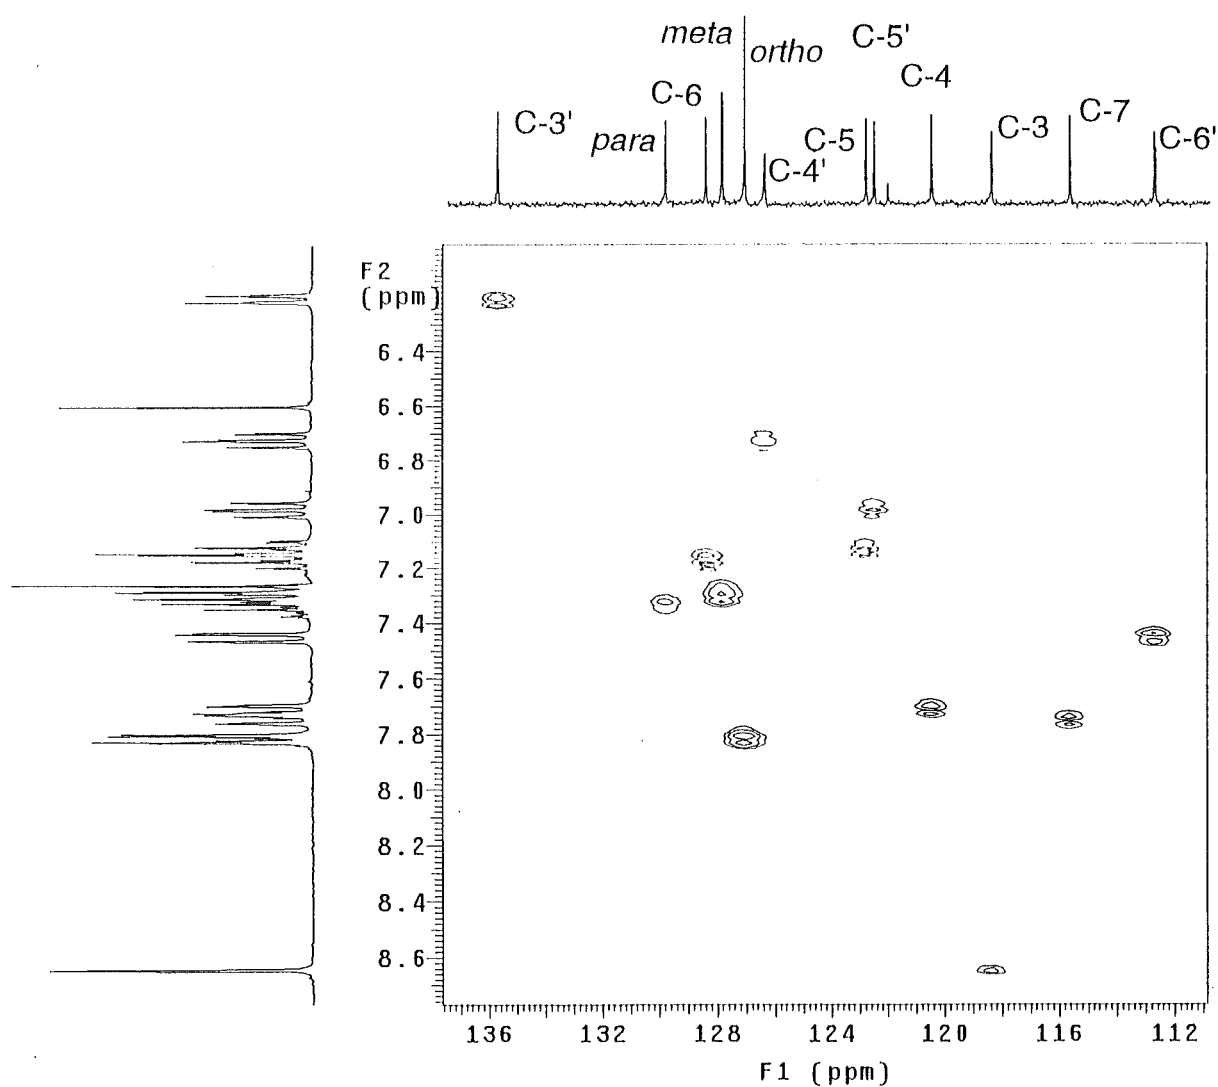 meta
C-5'
ortho
C-4
C-6
C-7
C-3'
para
C-5
C-3
C-6'
C-4'
F2
(ppm)
6.4
6.6
6.8
7.0
7.2
7.4
7.6
7.8
8.0
8.2
8.4
8.6
136 132 128 124 120 116 112
F1 (ppm)